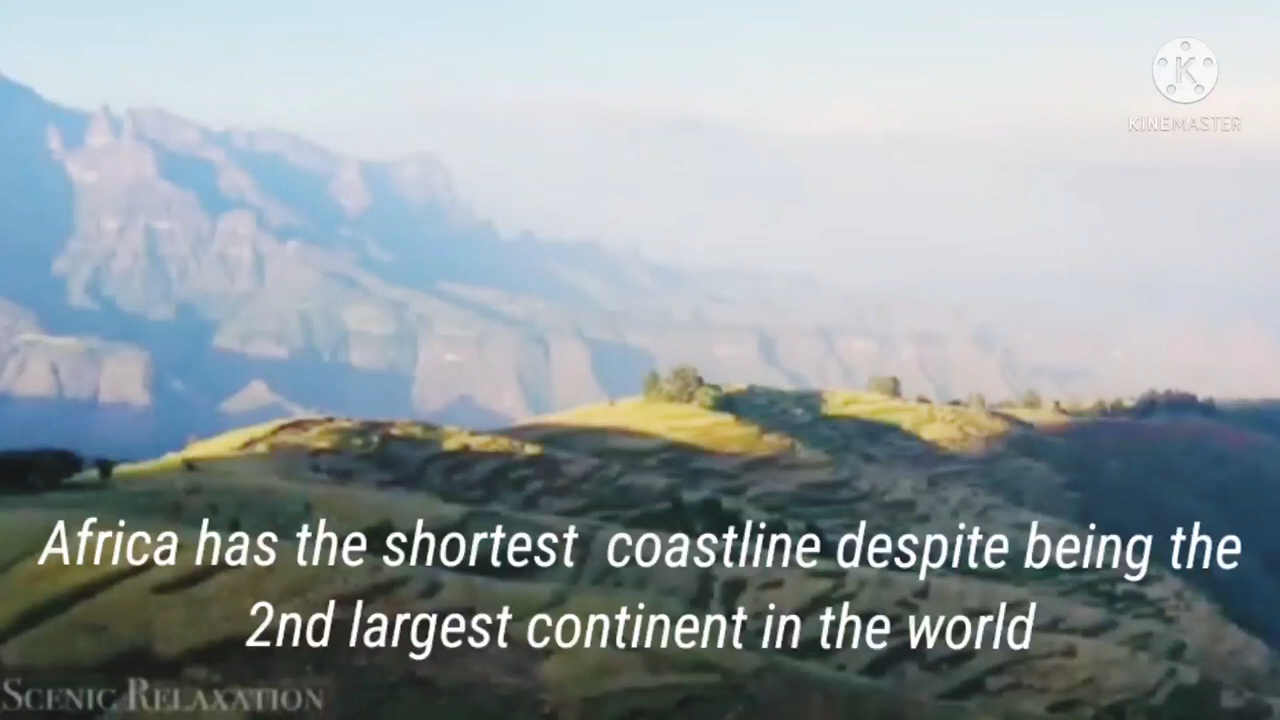 KINEMASTER
Africa has the shortest coastline despite being the
2nd largest continent in the world
SCENIC RELAXATION